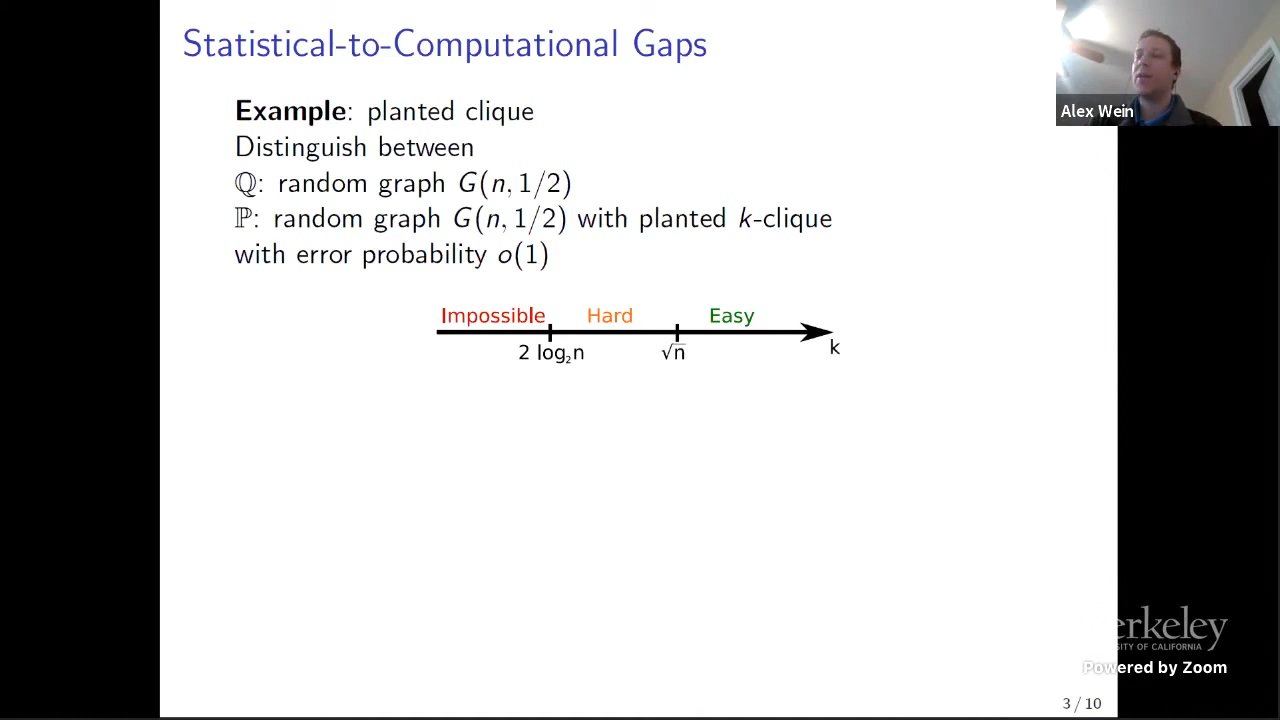 Statistical-to-Computational Gaps
Example: planted clique
Distinguish between
ℚ: random graph G(n, 1/2)
ℙ: random graph G(n, 1/2) with planted k-clique
with error probability o(1)
Impossible Hard Easy
2 log₂n √n k
Alex Wein
erkeley
SITY OF CALIFORNIA
Powered by Zoom
3 / 10